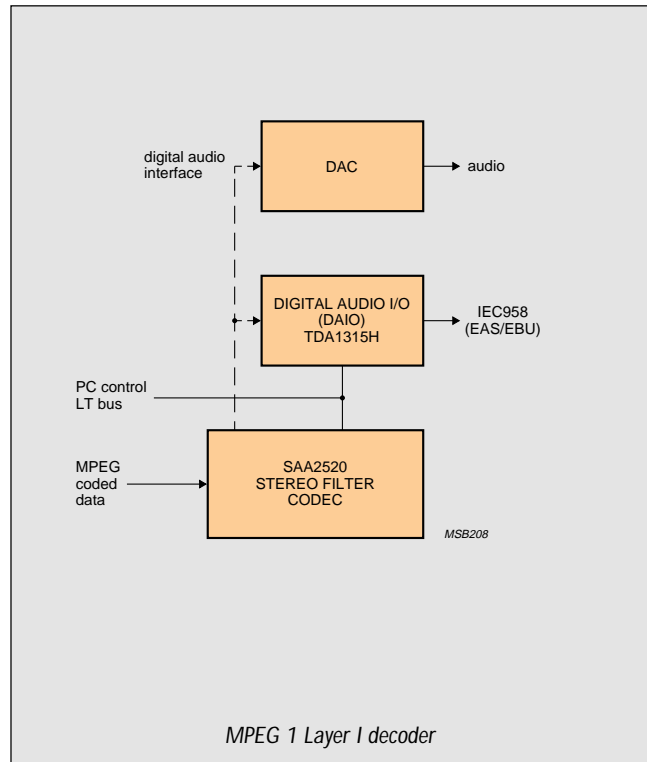 digital audio
interface
DAC
audio
DIGITAL AUDIO I/O
(DAIO)
TDA1315H
IEC958
(EAS/EBU)
PC control
LT bus
MPEG
coded
data
SAA2520
STEREO FILTER
CODEC
MSB208
MPEG 1 Layer I decoder